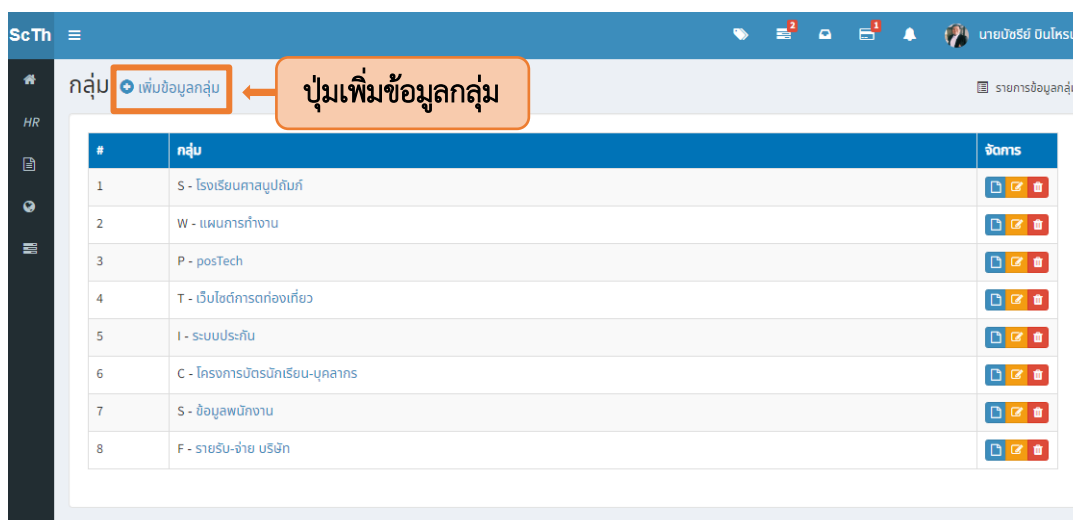 ScTh
2
1
นายบัซรีย์ บินโหรน
กลุ่ม เพิ่มข้อมูลกลุ่ม
ปุ่มเพิ่มข้อมูลกลุ่ม
รายการข้อมูลกลุ่ม
HR
# กลุ่ม จัดการ
1 S - โรงเรียนศาสนูปถัมภ์
2 W - แผนการทำงาน
3 P - posTech
4 T - เว็บไซต์การตท่องเที่ยว
5 I - ระบบประกัน
6 C - โครงการบัตรนักเรียน-บุคลากร
7 S - ข้อมูลพนักงาน
8 F - รายรับ-จ่าย บริษัท